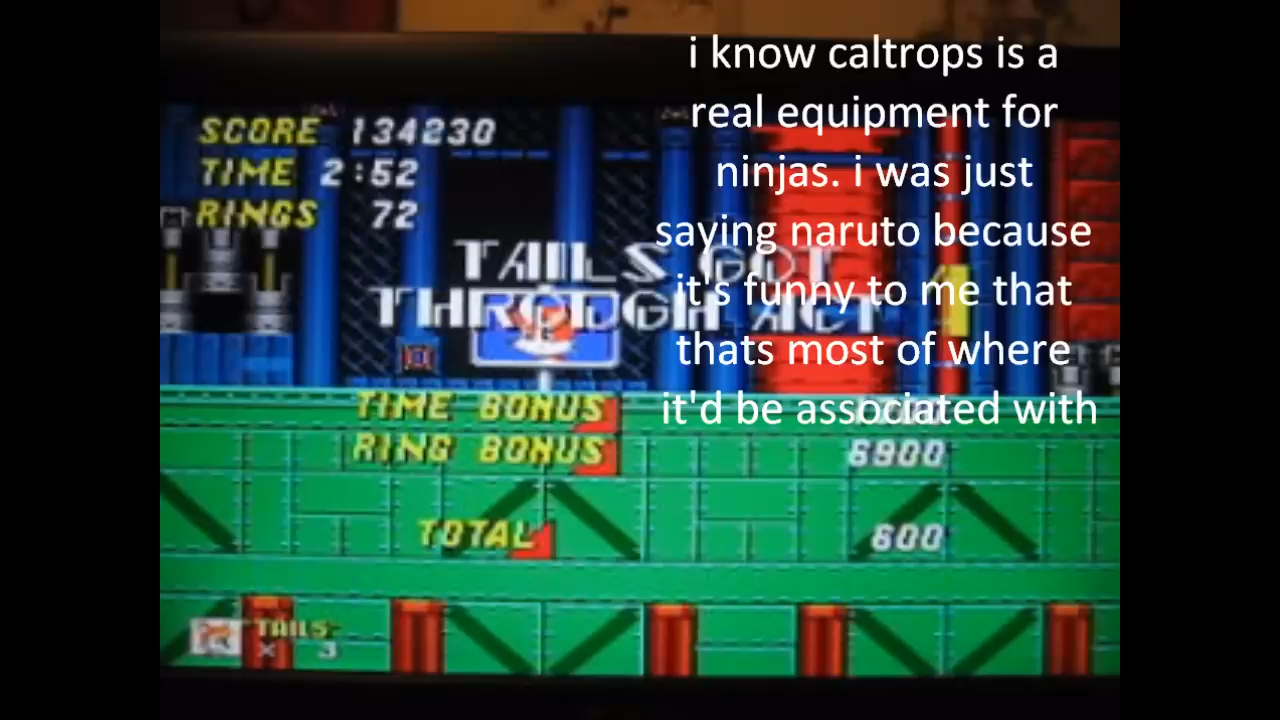 i know caltrops is a
real equipment for
ninjas. i was just
saying naruto because
it's funny to me that
thats most of where
it'd be associated with
SCORE 134230
TIME 2:52
RINGS 72
TAILS GOT
THROUGH ACT
TIME BONUS
RING BONUS 6900
TOTAL 600
TAILS
× 3